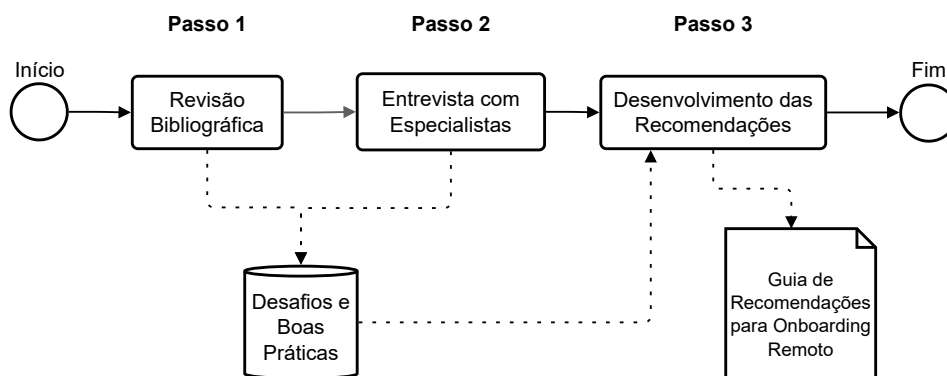 Passo 1
Passo 2
Passo 3
Início
Revisão
Bibliográfica
Entrevista com
Especialistas
Desenvolvimento das
Recomendações
Fim
Desafios e
Boas
Práticas
Guia de
Recomendações
para Onboarding
Remoto